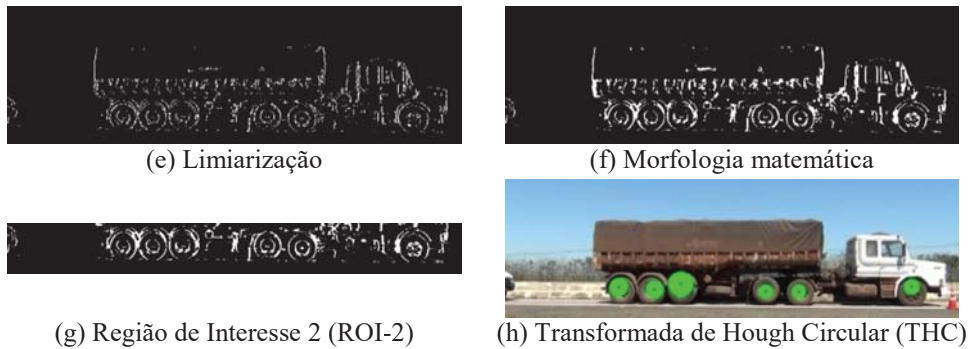 (e) Limiarização
(f) Morfologia matemática
(g) Região de Interesse 2 (ROI-2)
(h) Transformada de Hough Circular (THC)